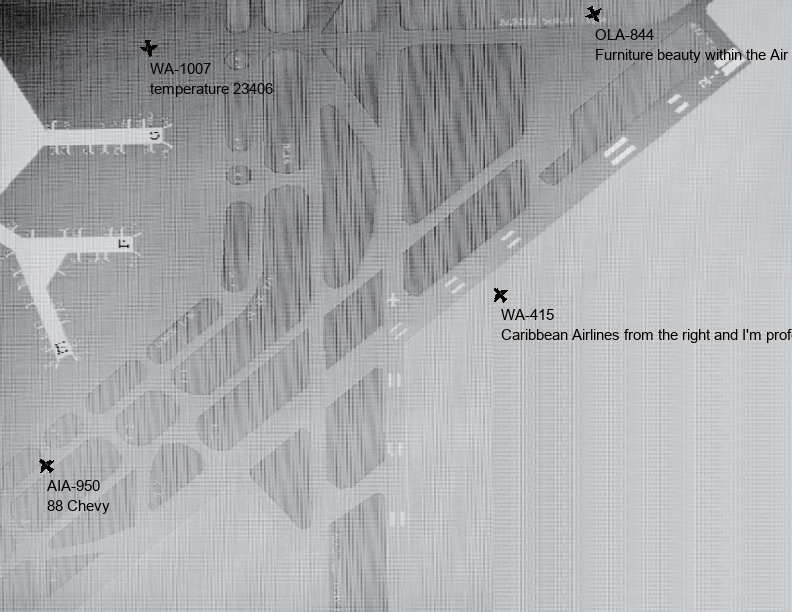 OLA-844
Furniture beauty within the Air
WA-1007
temperature 23406
WA-415
Caribbean Airlines from the right and I'm prof
AIA-950
88 Chevy